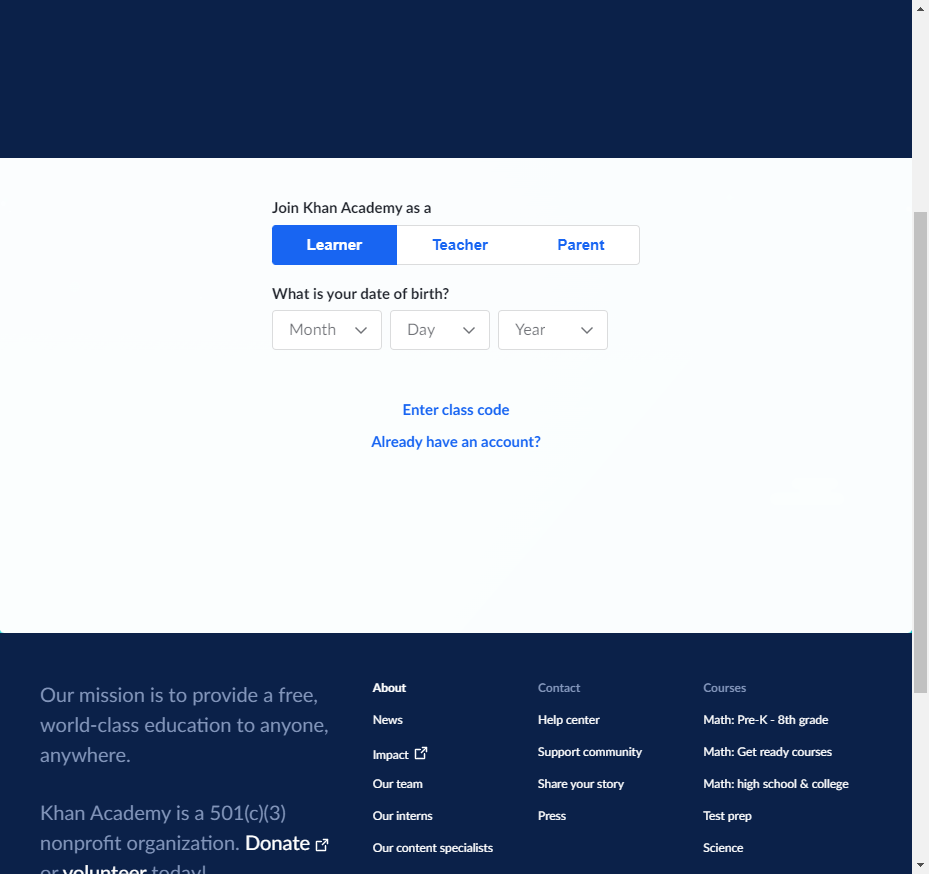 Join Khan Academy as a
Learner Teacher Parent
What is your date of birth?
Month Day Year
Enter class code
Already have an account?
Our mission is to provide a free,
world-class education to anyone,
anywhere.
Khan Academy is a 501(c)(3)
nonprofit organization. Donate
or volunteer today!
About
News
Impact
Our team
Our interns
Our content specialists
Contact
Help center
Support community
Share your story
Press
Courses
Math: Pre-K - 8th grade
Math: Get ready courses
Math: high school & college
Test prep
Science